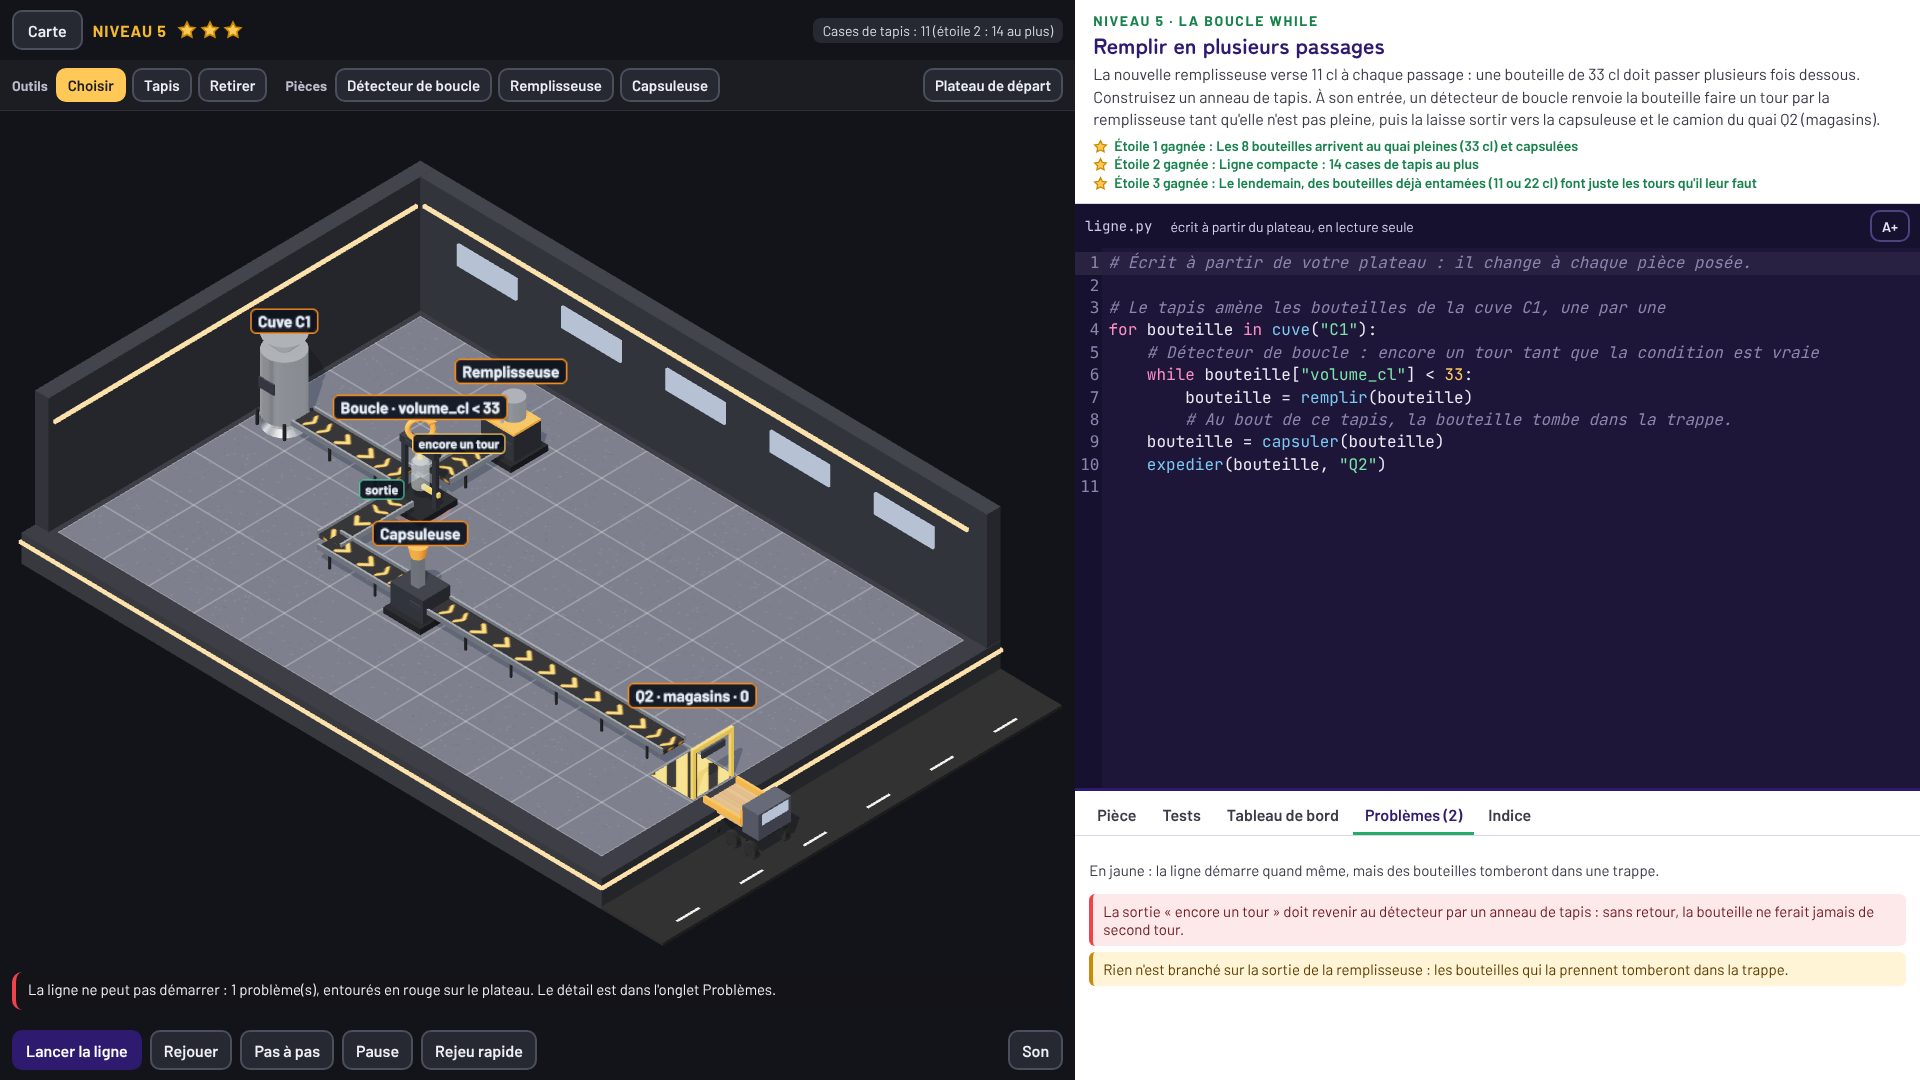 Carte
NIVEAU 5
Cases de tapis : 11 (étoile 2 : 14 au plus)
Outils
Choisir
Tapis
Retirer
Pièces
Détecteur de boucle
Remplisseuse
Capsuleuse
Plateau de départ
Cuve C1
Remplisseuse
Boucle · volume_cl < 33
encore un tour
sortie
Capsuleuse
Q2 · magasins · 0
La ligne ne peut pas démarrer : 1 problème(s), entourés en rouge sur le plateau. Le détail est dans l'onglet Problèmes.
Lancer la ligne
Rejouer
Pas à pas
Pause
Rejeu rapide
Son
NIVEAU 5 · LA BOUCLE WHILE
Remplir en plusieurs passages
La nouvelle remplisseuse verse 11 cl à chaque passage : une bouteille de 33 cl doit passer plusieurs fois dessous.
Construisez un anneau de tapis. À son entrée, un détecteur de boucle renvoie la bouteille faire un tour par la
remplisseuse tant qu'elle n'est pas pleine, puis la laisse sortir vers la capsuleuse et le camion du quai Q2 (magasins).
Étoile 1 gagnée : Les 8 bouteilles arrivent au quai pleines (33 cl) et capsulées
Étoile 2 gagnée : Ligne compacte : 14 cases de tapis au plus
Étoile 3 gagnée : Le lendemain, des bouteilles déjà entamées (11 ou 22 cl) font juste les tours qu'il leur faut
ligne.py
écrit à partir du plateau, en lecture seule
A+
1 # Écrit à partir de votre plateau : il change à chaque pièce posée.
2
3 # Le tapis amène les bouteilles de la cuve C1, une par une
4 for bouteille in cuve("C1"):
5     # Détecteur de boucle : encore un tour tant que la condition est vraie
6     while bouteille["volume_cl"] < 33:
7         bouteille = remplir(bouteille)
8         # Au bout de ce tapis, la bouteille tombe dans la trappe.
9     bouteille = capsuler(bouteille)
10     expedier(bouteille, "Q2")
11
Pièce
Tests
Tableau de bord
Problèmes (2)
Indice
En jaune : la ligne démarre quand même, mais des bouteilles tomberont dans une trappe.
La sortie « encore un tour » doit revenir au détecteur par un anneau de tapis : sans retour, la bouteille ne ferait jamais de
second tour.
Rien n'est branché sur la sortie de la remplisseuse : les bouteilles qui la prennent tomberont dans la trappe.